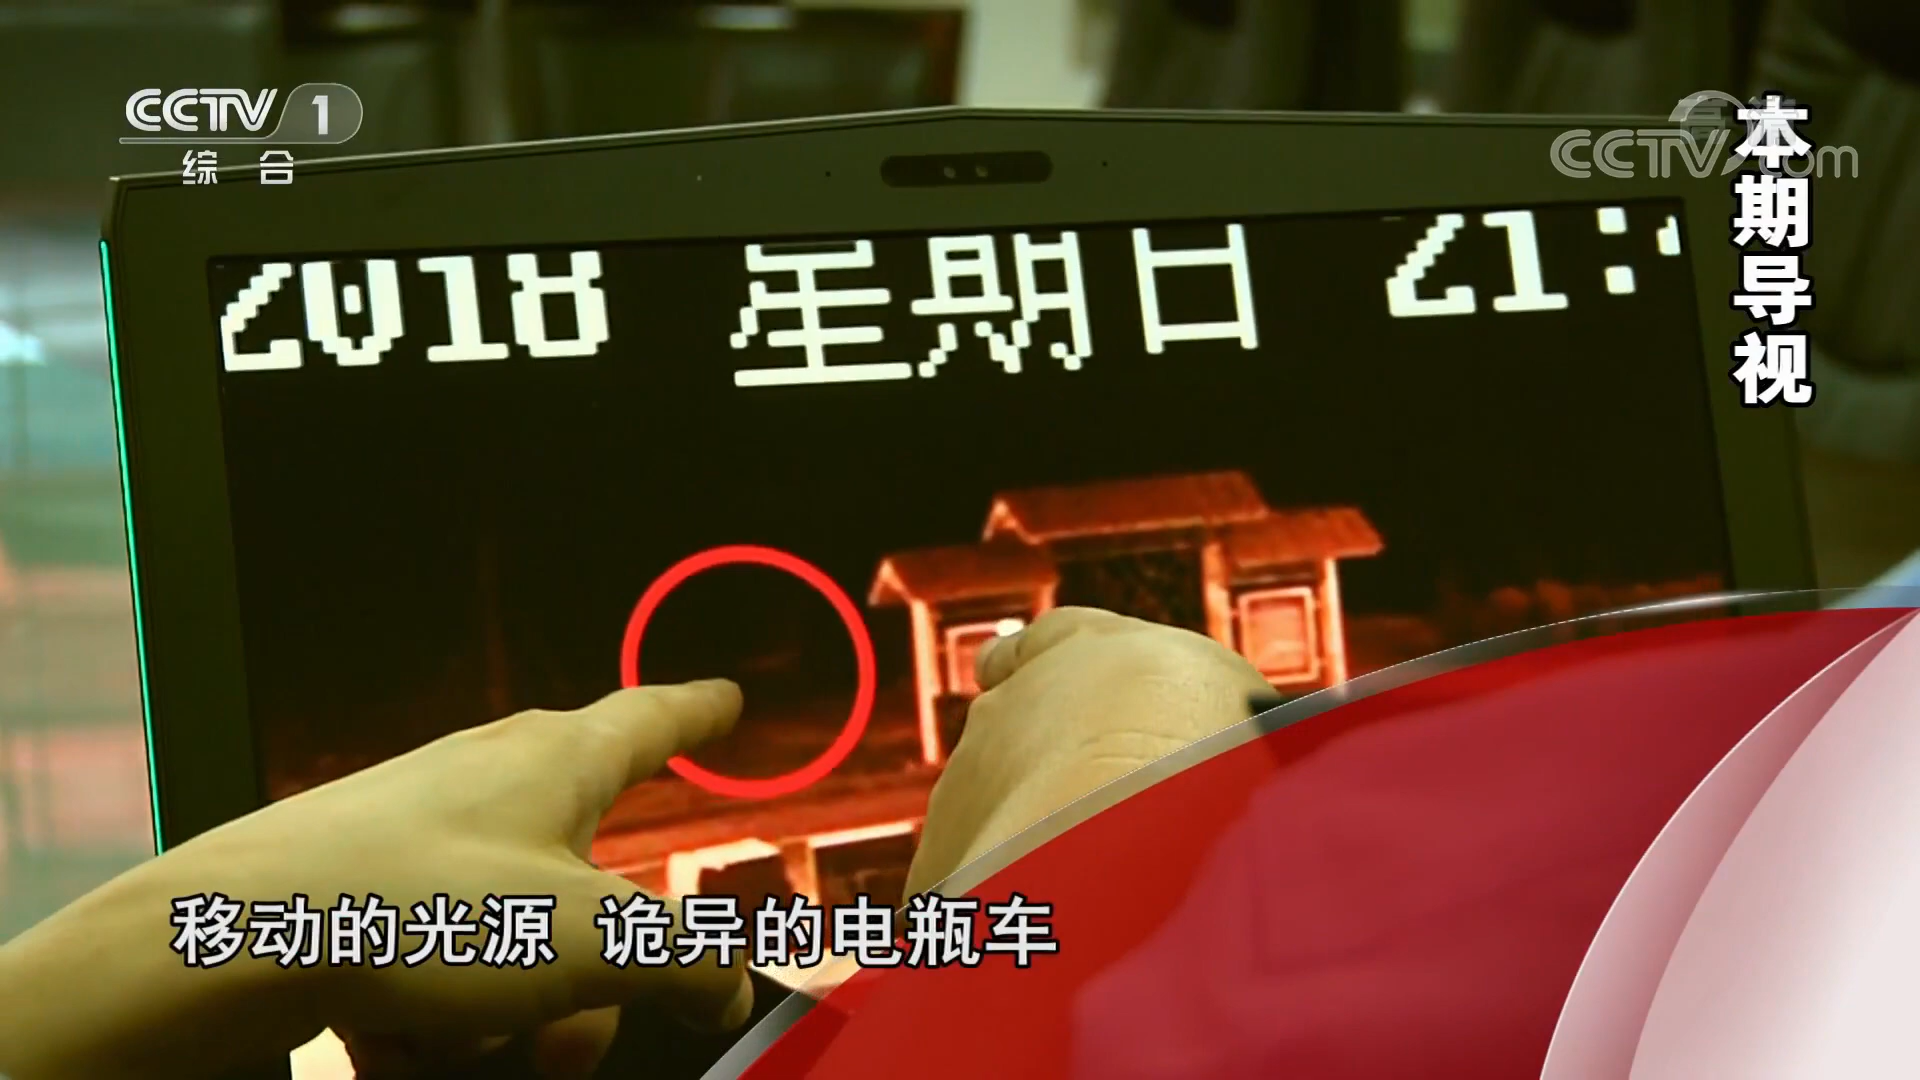 CCTV 1
综合
CCTV.com
本期导视
2018 星期日 21:
移动的光源 诡异的电瓶车